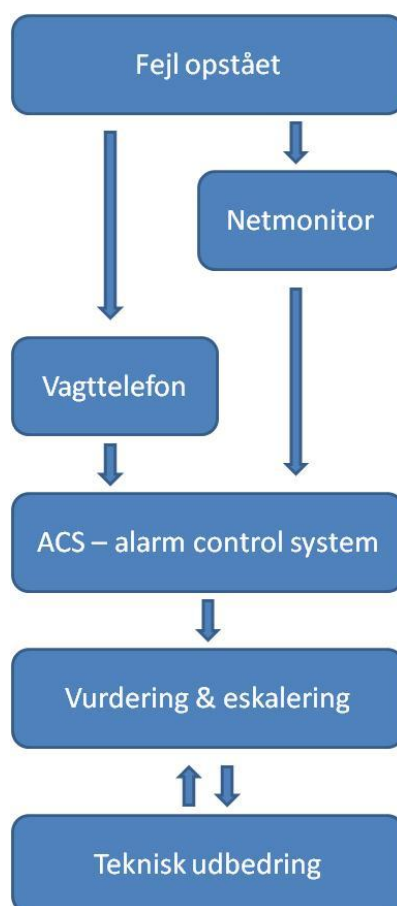 Fejl opstået
Netmonitor
Vagttelefon
ACS – alarm control system
Vurdering & eskalering
Teknisk udbedring